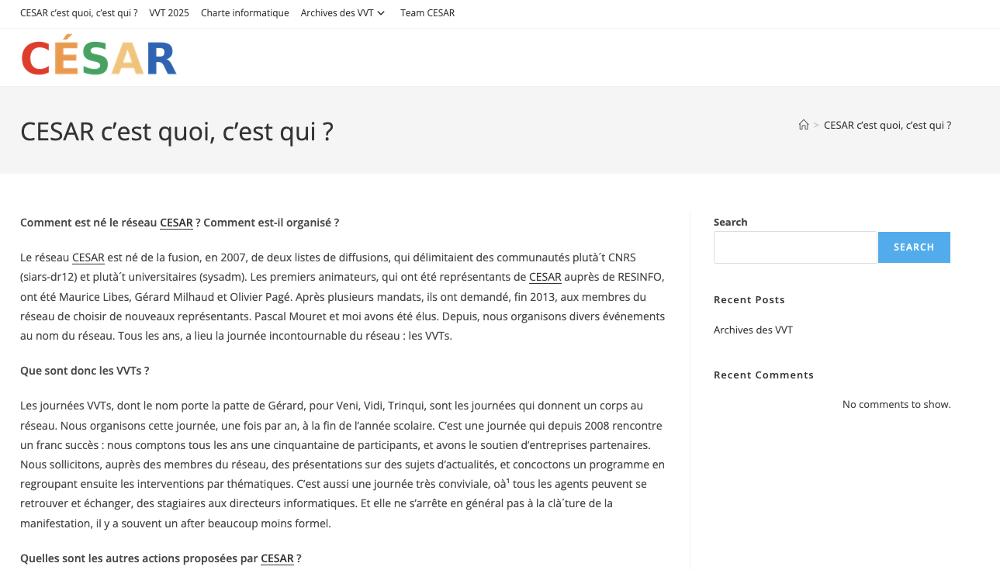 CESAR c’est quoi, c’est qui ? VVT 2025 Charte informatique Archives des VVT Team CESAR
CÉSAR
CESAR c’est quoi, c’est qui ?
> CESAR c’est quoi, c’est qui ?
Comment est né le réseau CESAR ? Comment est-il organisé ?
Le réseau CESAR est né de la fusion, en 2007, de deux listes de diffusions, qui délimitaient des communautés plutà´t CNRS
(siars-dr12) et plutà´t universitaires (sysadm). Les premiers animateurs, qui ont été représentants de CESAR auprès de RESINFO,
ont été Maurice Libes, Gérard Milhaud et Olivier Pagé. Après plusieurs mandats, ils ont demandé, fin 2013, aux membres du
réseau de choisir de nouveaux représentants. Pascal Mouret et moi avons été élus. Depuis, nous organisons divers événements
au nom du réseau. Tous les ans, a lieu la journée incontournable du réseau : les VVTs.
Que sont donc les VVTs ?
Les journées VVTs, dont le nom porte la patte de Gérard, pour Veni, Vidi, Trinqui, sont les journées qui donnent un corps au
réseau. Nous organisons cette journée, une fois par an, à la fin de l’année scolaire. C’est une journée qui depuis 2008 rencontre
un franc succès : nous comptons tous les ans une cinquantaine de participants, et avons le soutien d’entreprises partenaires.
Nous sollicitons, auprès des membres du réseau, des présentations sur des sujets d’actualités, et concoctons un programme en
regroupant ensuite les interventions par thématiques. C’est aussi une journée très conviviale, oà¹ tous les agents peuvent se
retrouver et échanger, des stagiaires aux directeurs informatiques. Et elle ne s’arrête en général pas à la clà´ture de la
manifestation, il y a souvent un after beaucoup moins formel.
Quelles sont les autres actions proposées par CESAR ?
Search
SEARCH
Recent Posts
Archives des VVT
Recent Comments
No comments to show.